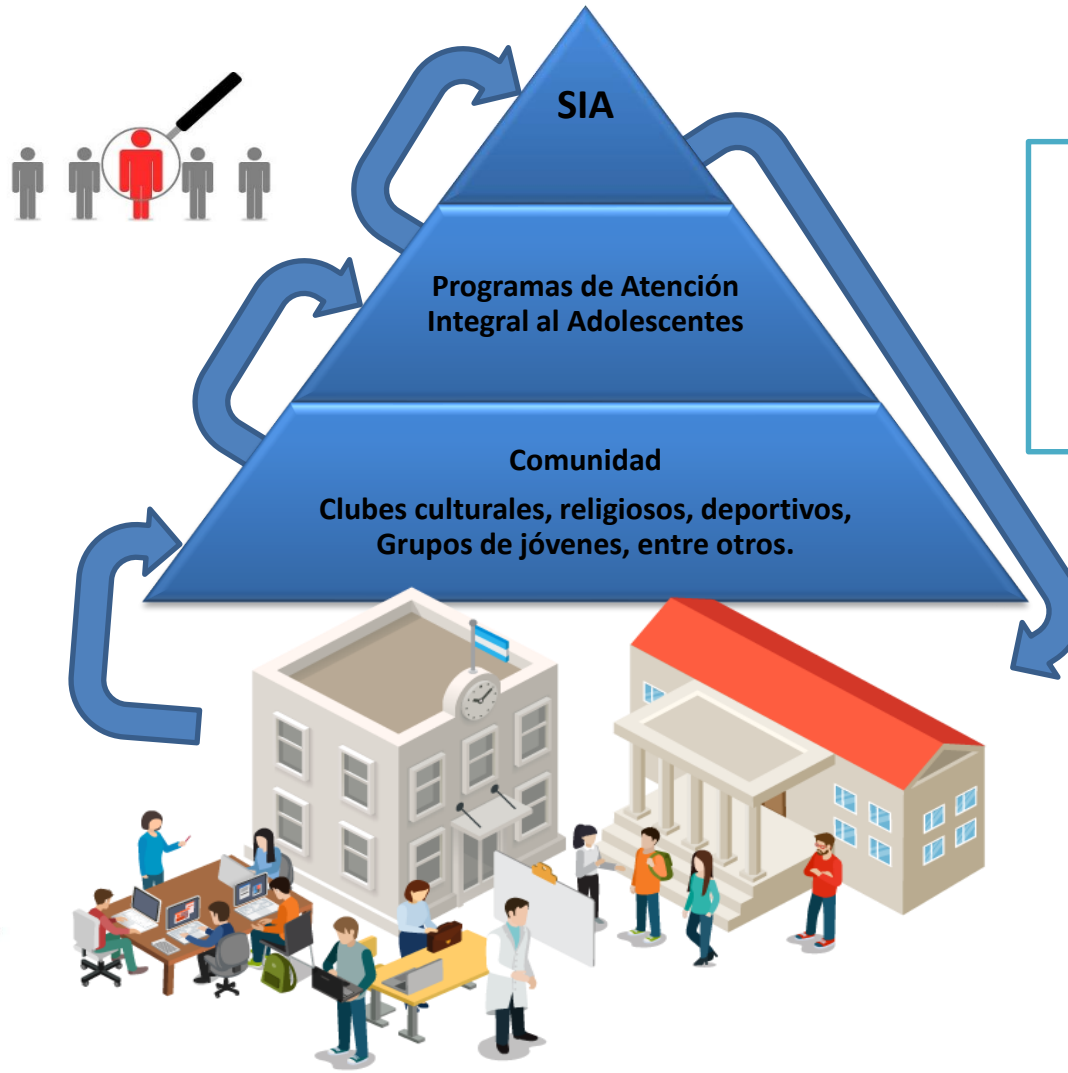 SIA
Programas de Atención
Integral al Adolescentes
Comunidad
Clubes culturales, religiosos, deportivos,
Grupos de jóvenes, entre otros.